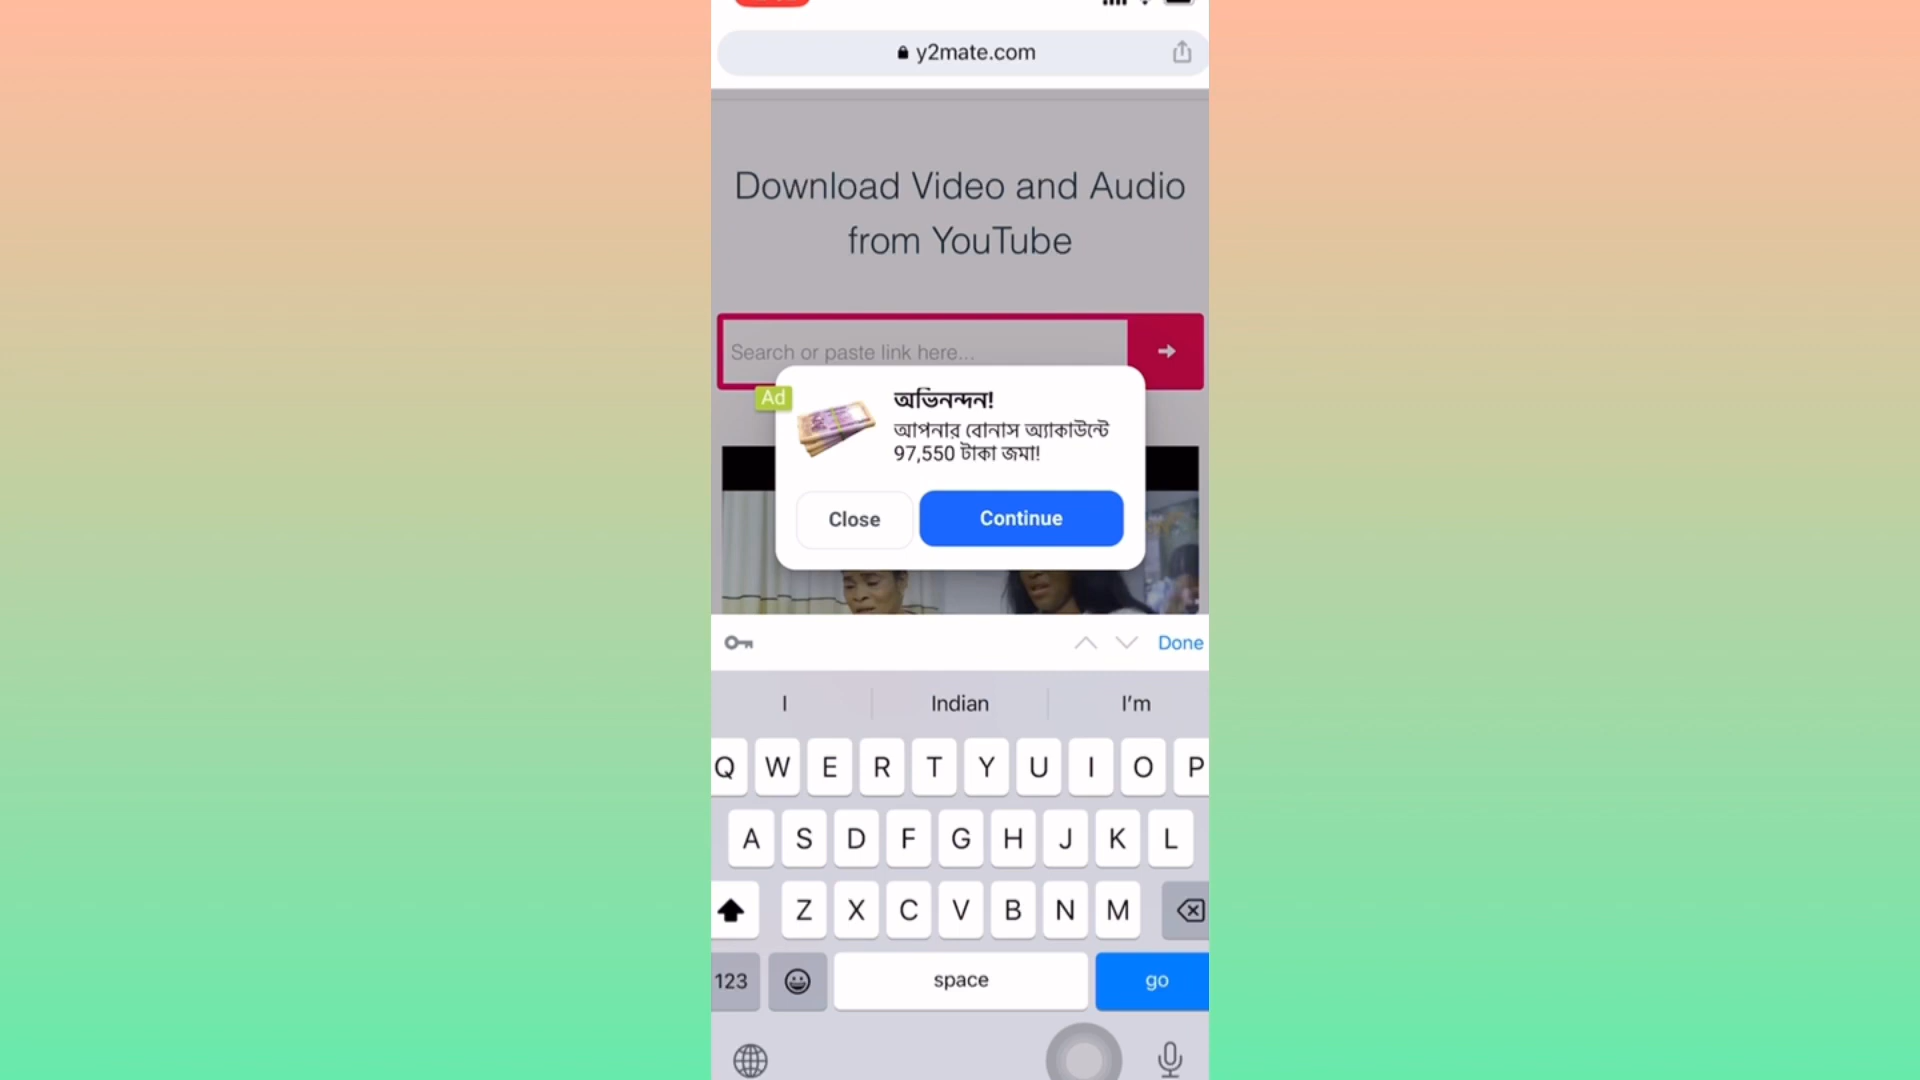 y2mate.com
Download Video and Audio
from YouTube
Search or paste link here...
Ad
অভিনন্দন!
আপনার বোনাস অ্যাকাউন্টে
97,550 টাকা জমা!
Close
Continue
Done
I
Indian
I’m
Q W E R T Y U I O P
A S D F G H J K L
Z X C V B N M
123
space
go